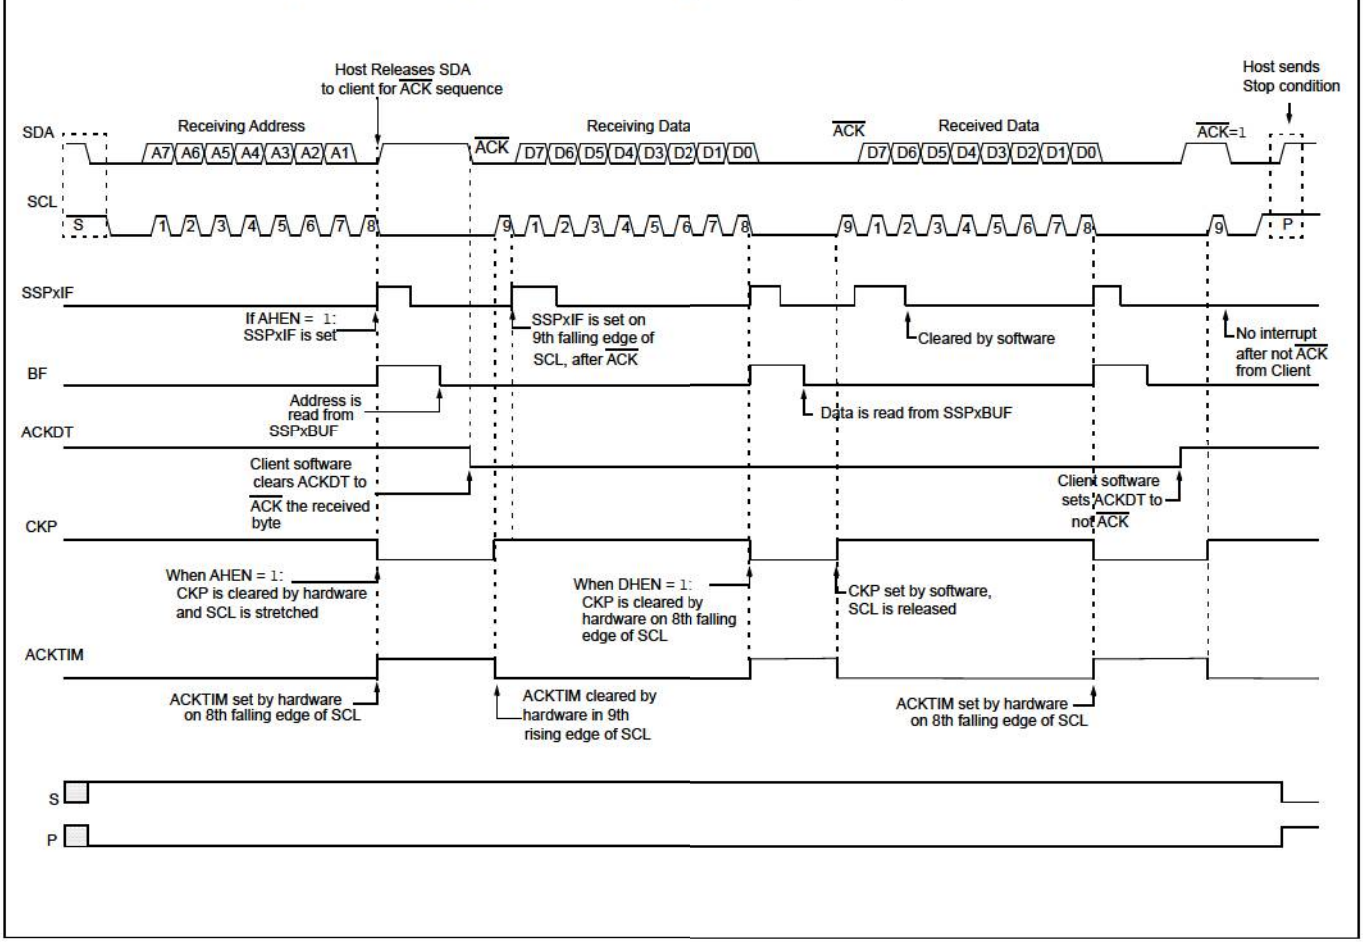 Host Releases SDA
to client for ACK sequence
Host sends
Stop condition
SDA
Receiving Address
ACK
Receiving Data
ACK
Received Data
ACK=1
A7 A6 A5 A4 A3 A2 A1
D7 D6 D5 D4 D3 D2 D1 D0
D7 D6 D5 D4 D3 D2 D1 D0
SCL
S
1 2 3 4 5 6 7 8
9 1 2 3 4 5 6 7 8
9 1 2 3 4 5 6 7 8
9
P
SSPxIF
If AHEN = 1:
SSPxIF is set
SSPxIF is set on
9th falling edge of
SCL, after ACK
Cleared by software
No interrupt
after not ACK
from Client
BF
Address is
read from
SSPxBUF
Data is read from SSPxBUF
ACKDT
Client software
clears ACKDT to
ACK the received
byte
Client software
sets ACKDT to
not ACK
CKP
When AHEN = 1:
CKP is cleared by hardware
and SCL is stretched
When DHEN = 1:
CKP is cleared by
hardware on 8th falling
edge of SCL
CKP set by software,
SCL is released
ACKTIM
ACKTIM set by hardware
on 8th falling edge of SCL
ACKTIM cleared by
hardware in 9th
rising edge of SCL
ACKTIM set by hardware
on 8th falling edge of SCL
S
P